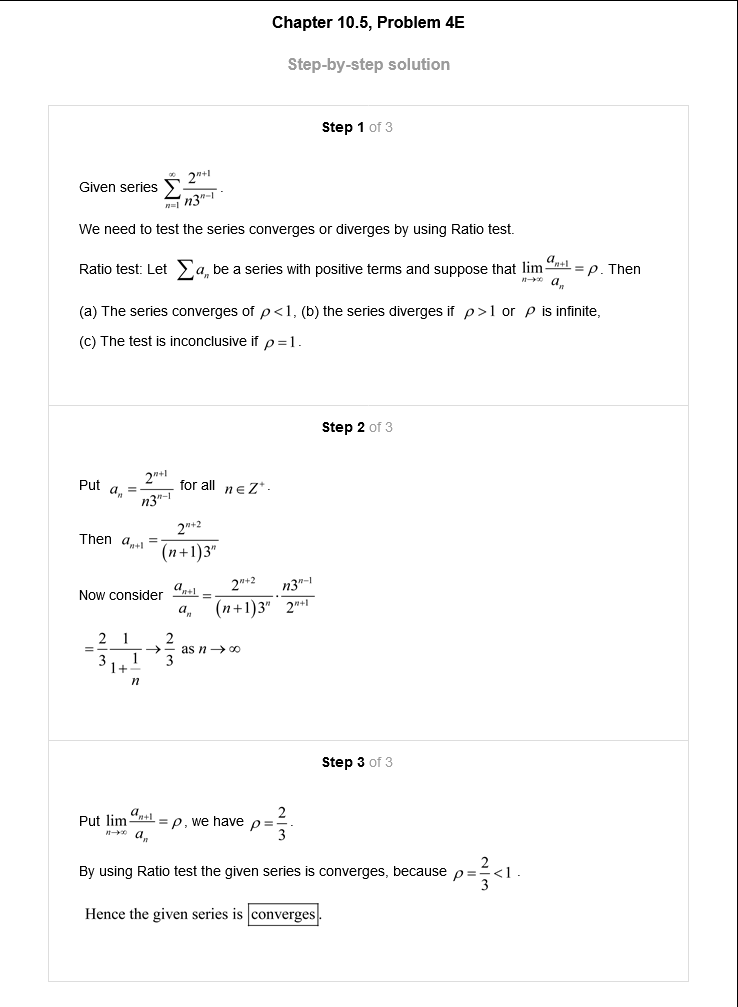 Chapter 10.5, Problem 4E
Step-by-step solution
Step 1 of 3
Given series $\sum_{n=1}^{\infty} \frac{2^{n+1}}{n3^{n-1}}$.
We need to test the series converges or diverges by using Ratio test.
Ratio test: Let $\sum a_n$ be a series with positive terms and suppose that $\lim_{n \to \infty} \frac{a_{n+1}}{a_n} = \rho$. Then
(a) The series converges of $\rho < 1$, (b) the series diverges if $\rho > 1$ or $\rho$ is infinite,
(c) The test is inconclusive if $\rho = 1$.
Step 2 of 3
Put $a_n = \frac{2^{n+1}}{n3^{n-1}}$ for all $n \in Z^+$.
Then $a_{n+1} = \frac{2^{n+2}}{(n+1)3^n}$
Now consider $\frac{a_{n+1}}{a_n} = \frac{2^{n+2}}{(n+1)3^n} \cdot \frac{n3^{n-1}}{2^{n+1}}$
$= \frac{2}{3} \frac{1}{1+\frac{1}{n}} \to \frac{2}{3}$ as $n \to \infty$
Step 3 of 3
Put $\lim_{n \to \infty} \frac{a_{n+1}}{a_n} = \rho$, we have $\rho = \frac{2}{3}$.
By using Ratio test the given series is converges, because $\rho = \frac{2}{3} < 1$.
Hence the given series is converges.